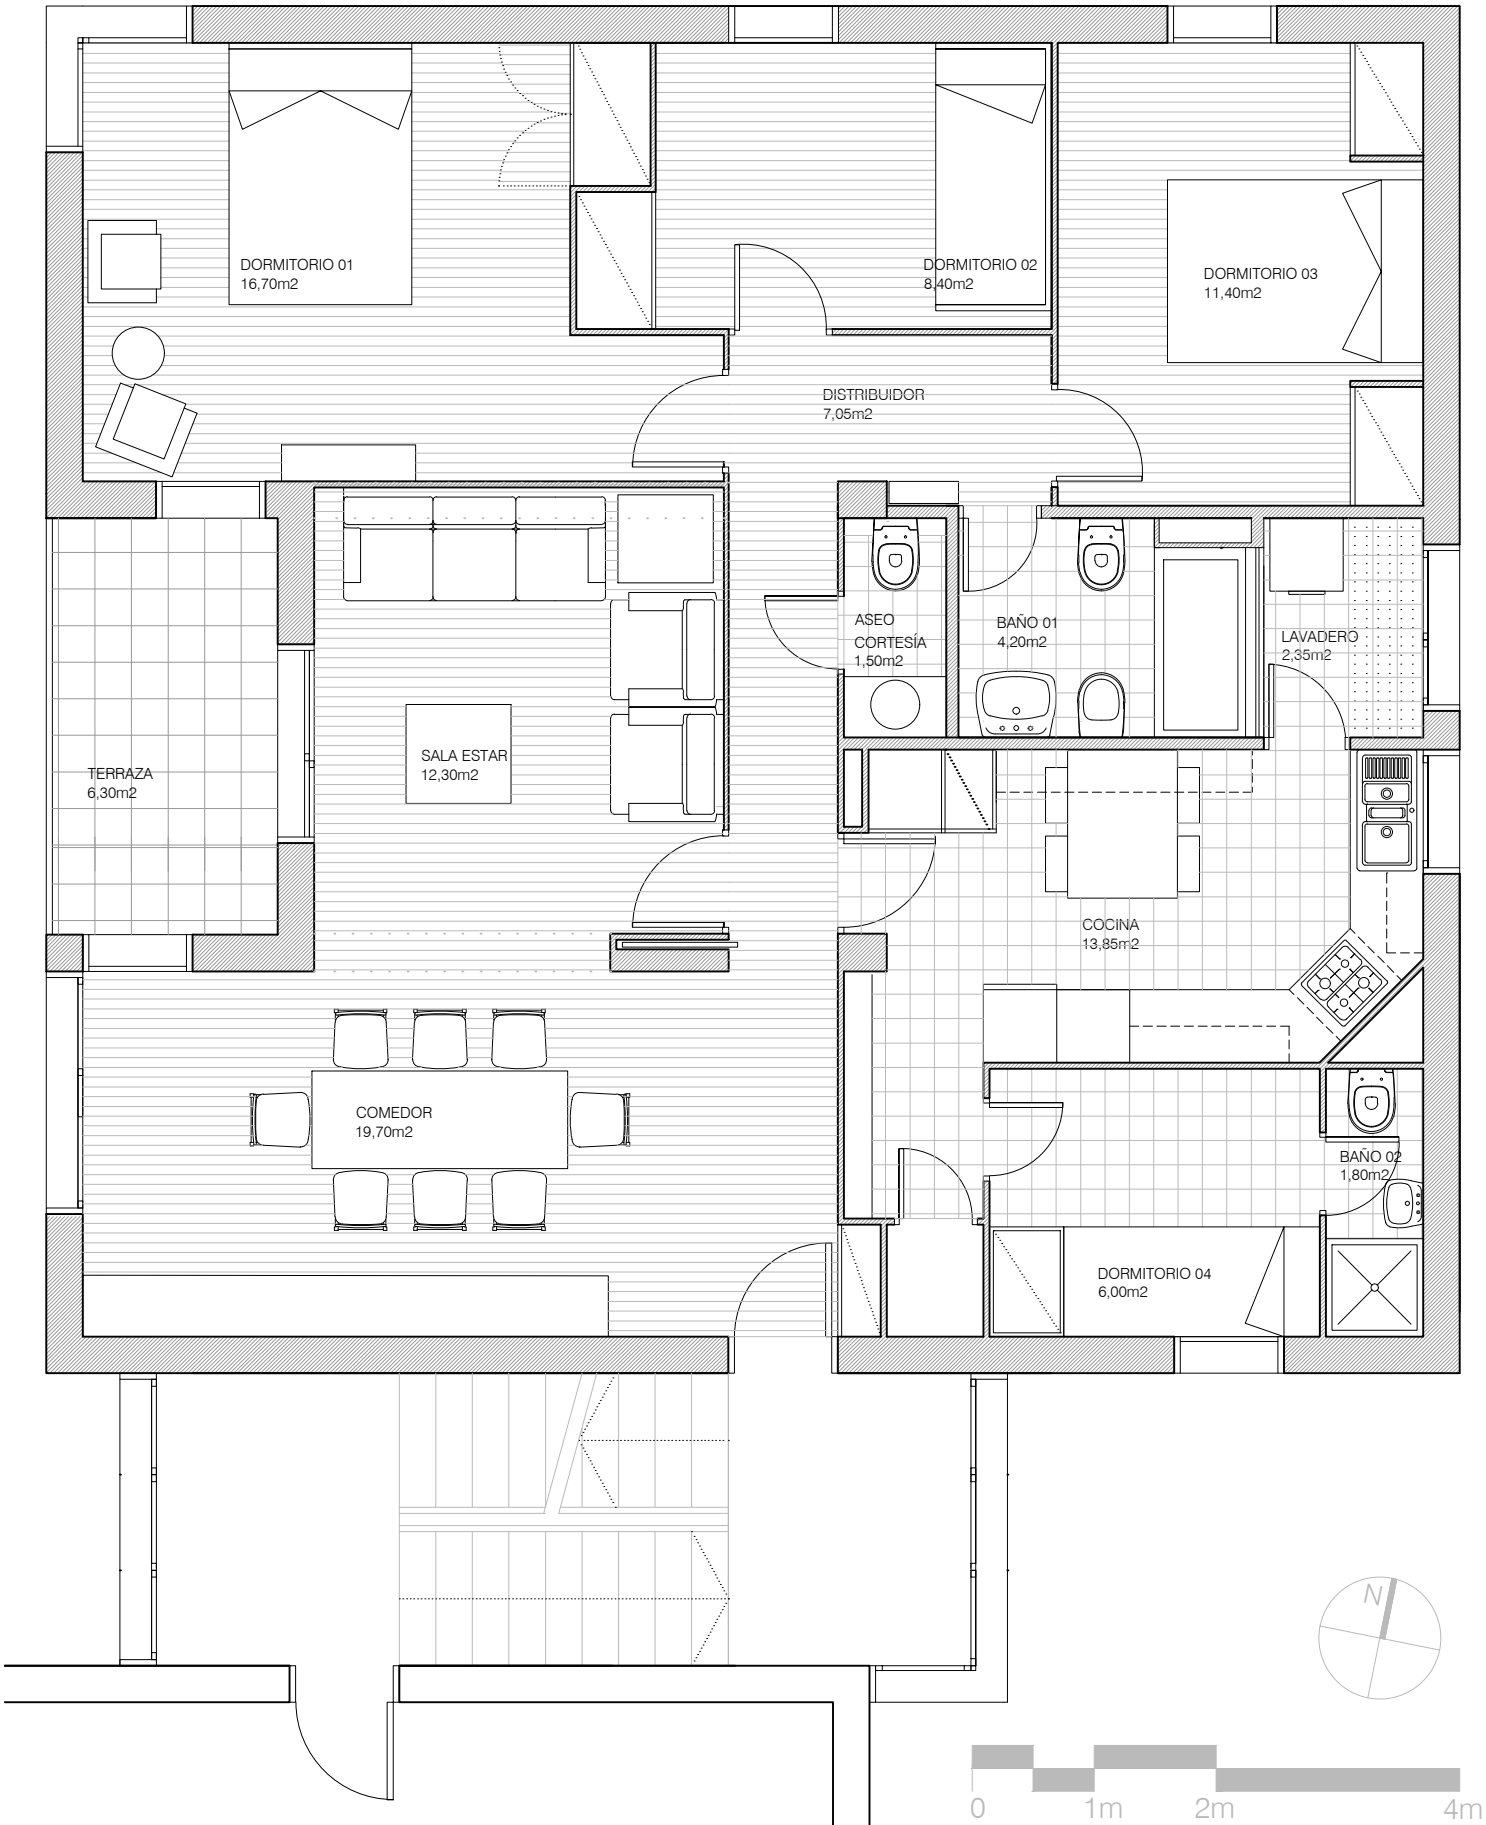 DORMITORIO 01
16,70m2
DORMITORIO 02
8,40m2
DORMITORIO 03
11,40m2
DISTRIBUIDOR
7,05m2
ASEO
CORTESÍA
1,50m2
BAÑO 01
4,20m2
LAVADERO
2,35m2
TERRAZA
6,30m2
SALA ESTAR
12,30m2
COCINA
13,85m2
COMEDOR
19,70m2
BAÑO 02
1,80m2
DORMITORIO 04
6,00m2
N
0 1m 2m 4m